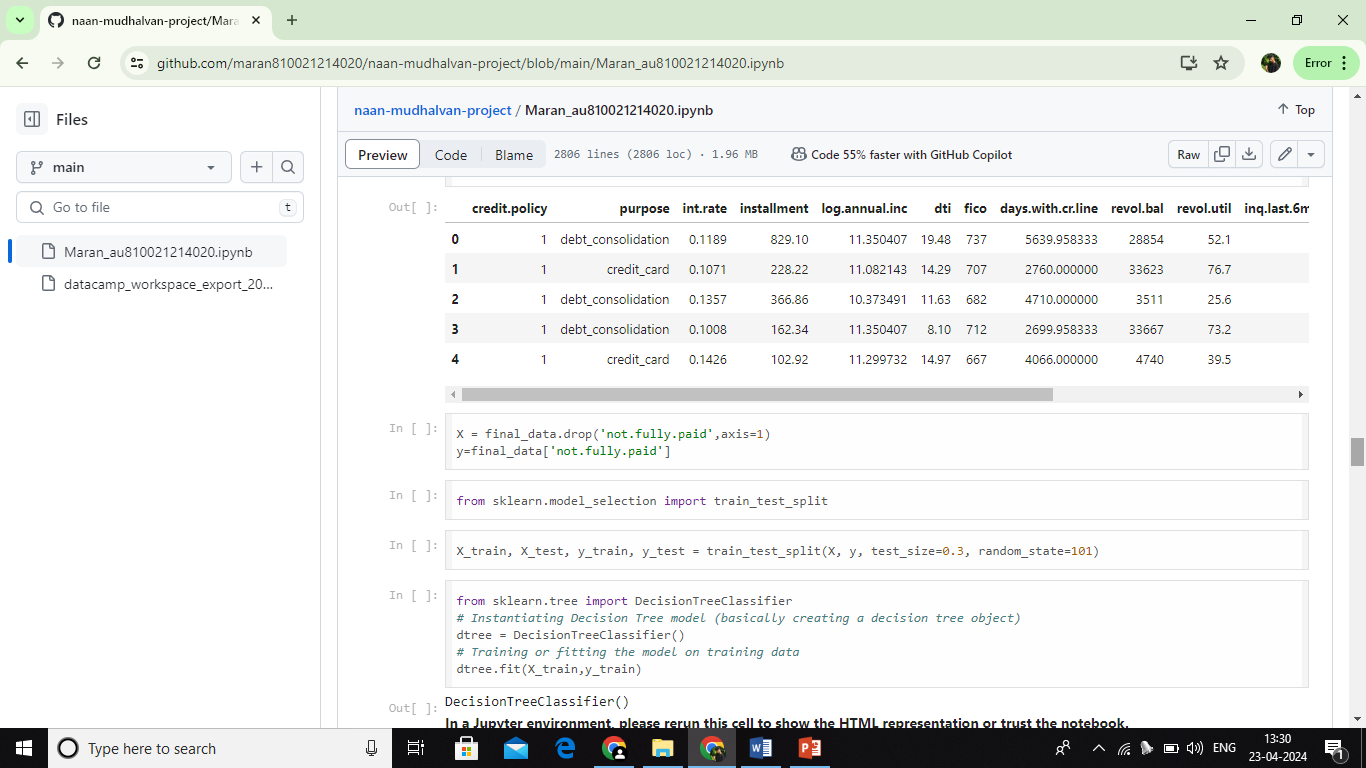 naan-mudhalvan-project/Mara
github.com/maran810021214020/naan-mudhalvan-project/blob/main/Maran_au810021214020.ipynb
Error
Files
main
Go to file
t
Maran_au810021214020.ipynb
datacamp_workspace_export_20...
naan-mudhalvan-project / Maran_au810021214020.ipynb
Top
Preview Code Blame 2806 lines (2806 loc) · 1.96 MB Code 55% faster with GitHub Copilot Raw
Out[ ]: credit.policy purpose int.rate installment log.annual.inc dti fico days.with.cr.line revol.bal revol.util inq.last.6m
0 1 debt_consolidation 0.1189 829.10 11.350407 19.48 737 5639.958333 28854 52.1
1 1 credit_card 0.1071 228.22 11.082143 14.29 707 2760.000000 33623 76.7
2 1 debt_consolidation 0.1357 366.86 10.373491 11.63 682 4710.000000 3511 25.6
3 1 debt_consolidation 0.1008 162.34 11.350407 8.10 712 2699.958333 33667 73.2
4 1 credit_card 0.1426 102.92 11.299732 14.97 667 4066.000000 4740 39.5
In [ ]:
X = final_data.drop('not.fully.paid',axis=1)
y=final_data['not.fully.paid']
In [ ]:
from sklearn.model_selection import train_test_split
In [ ]:
X_train, X_test, y_train, y_test = train_test_split(X, y, test_size=0.3, random_state=101)
In [ ]:
from sklearn.tree import DecisionTreeClassifier
# Instantiating Decision Tree model (basically creating a decision tree object)
dtree = DecisionTreeClassifier()
# Training or fitting the model on training data
dtree.fit(X_train,y_train)
Out[ ]: DecisionTreeClassifier()
In a Jupyter environment, please rerun this cell to show the HTML representation or trust the notebook.
Type here to search
ENG
13:30
23-04-2024
1